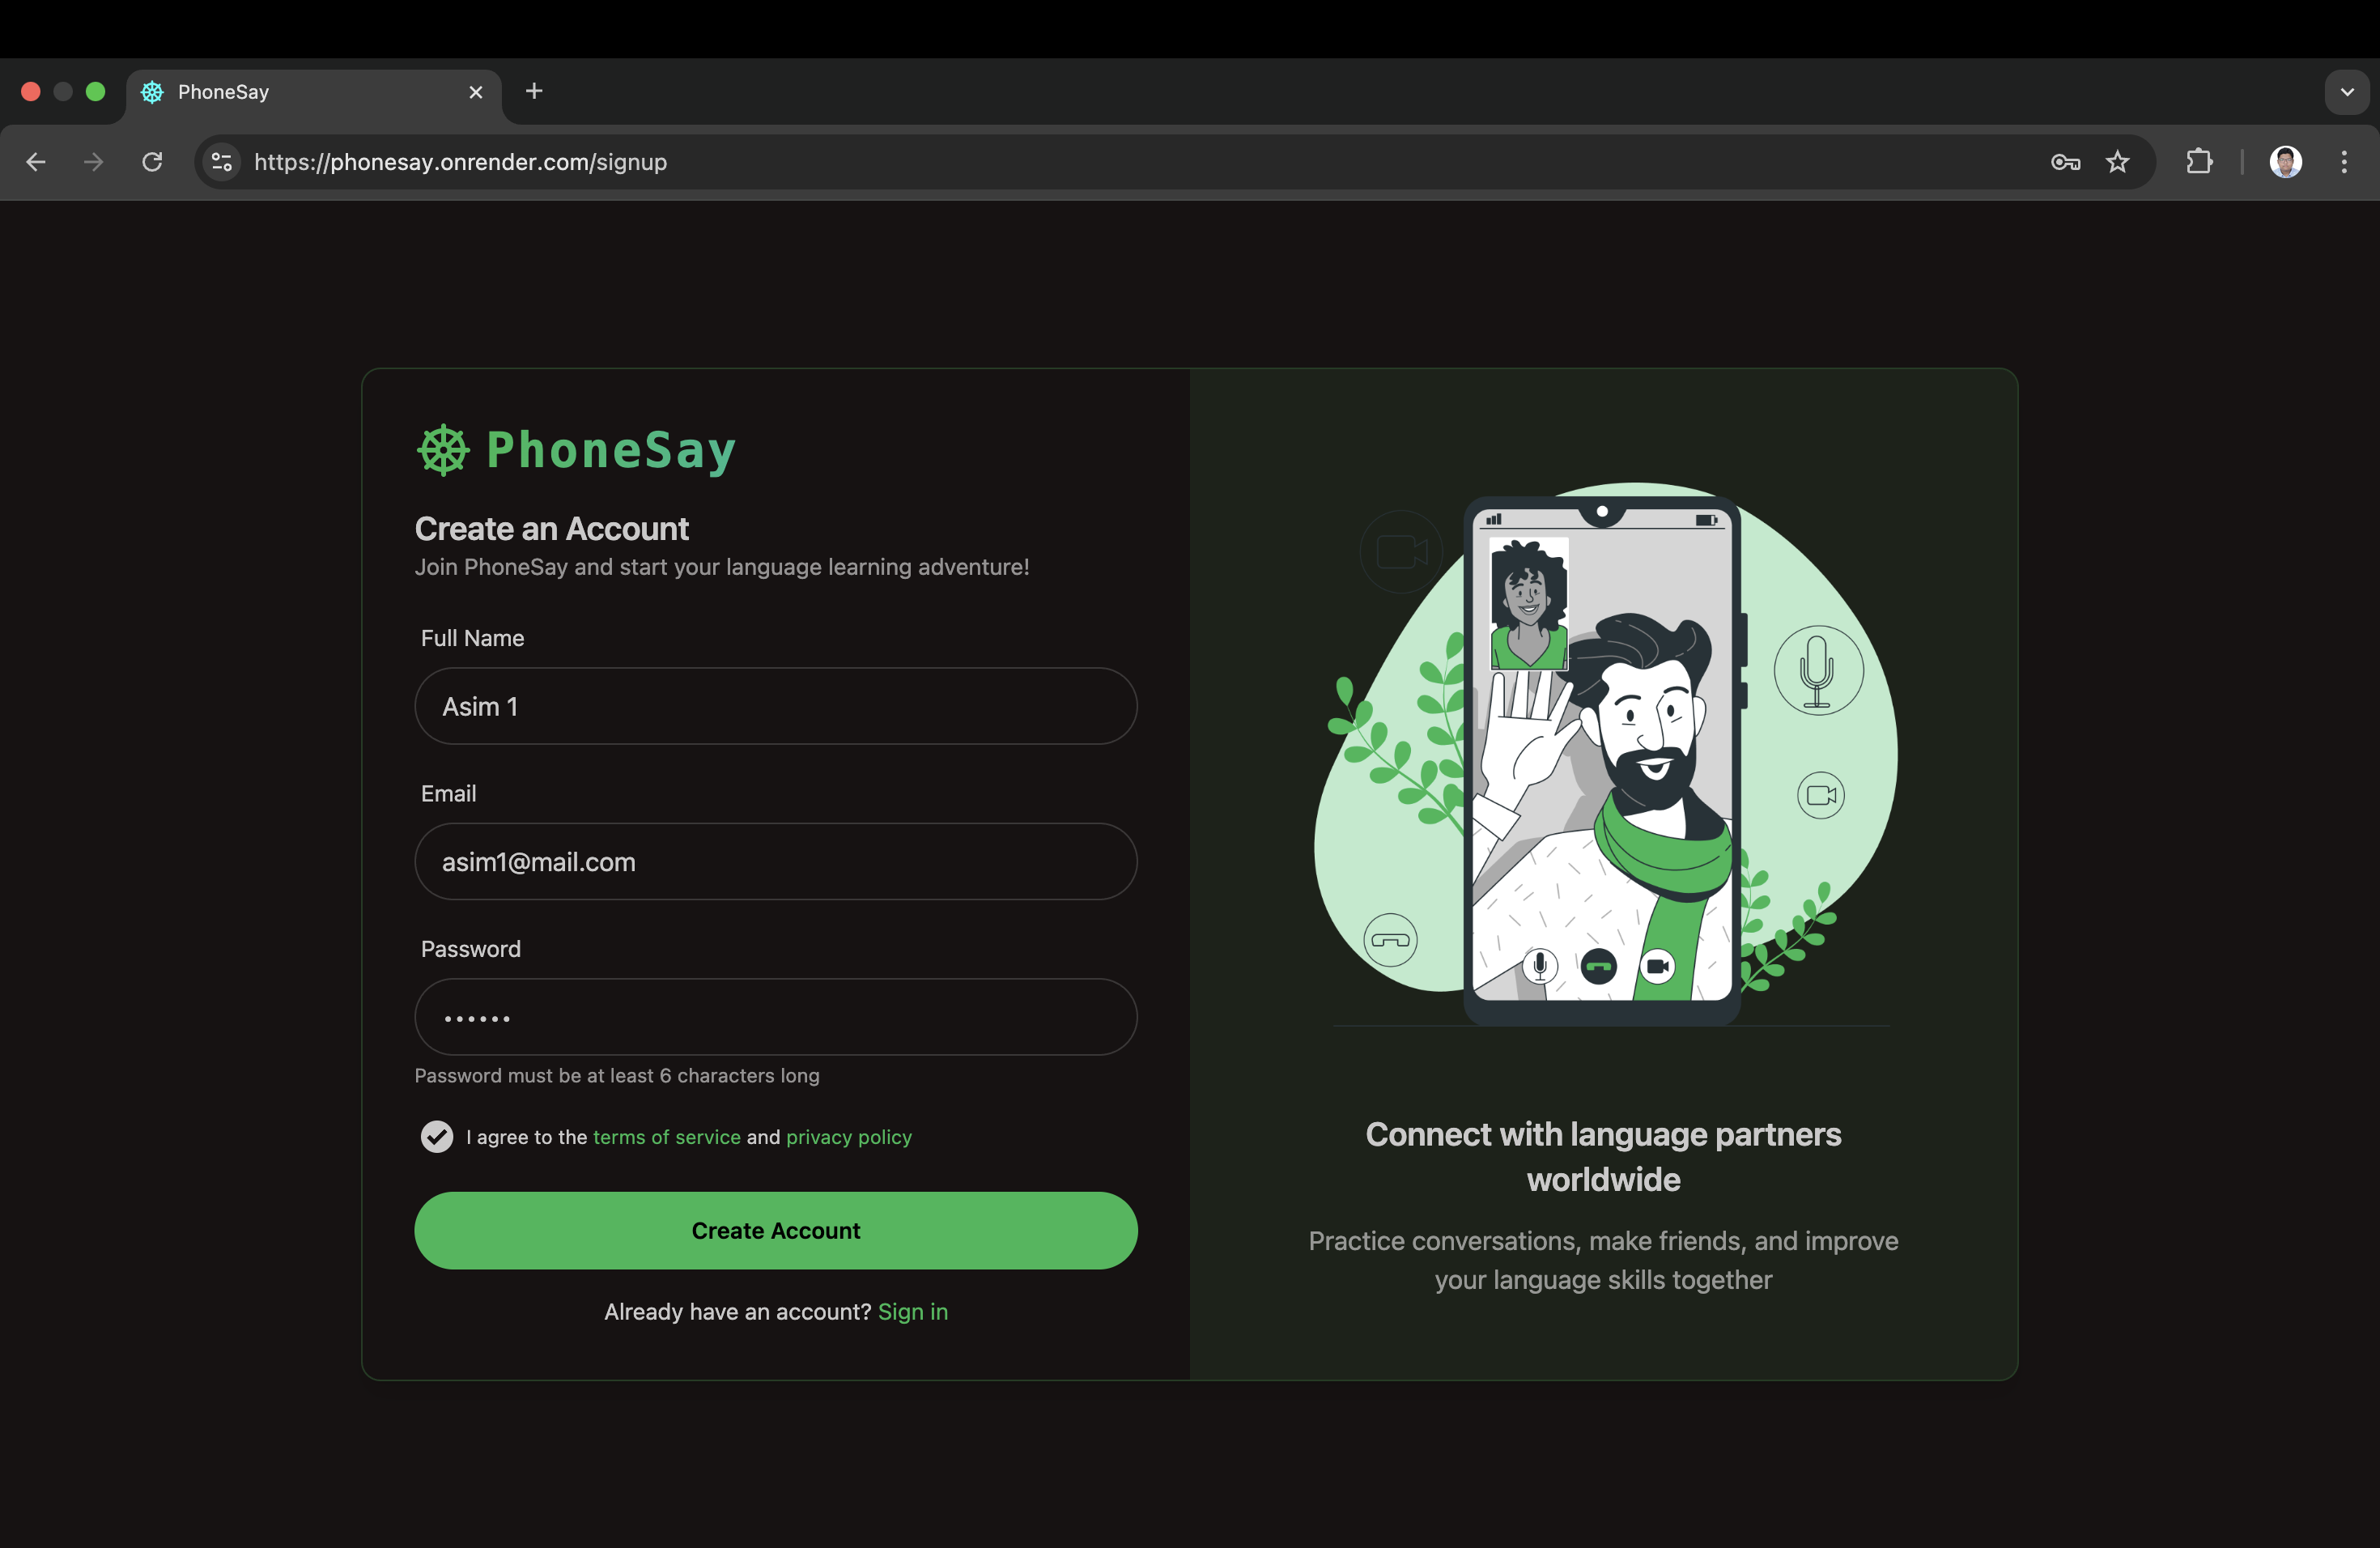 PhoneSay
https://phonesay.onrender.com/signup
PhoneSay
Create an Account
Join PhoneSay and start your language learning adventure!
Full Name
Asim 1
Email
asim1@mail.com
Password
••••••
Password must be at least 6 characters long
I agree to the terms of service and privacy policy
Create Account
Already have an account? Sign in
Connect with language partners
worldwide
Practice conversations, make friends, and improve
your language skills together